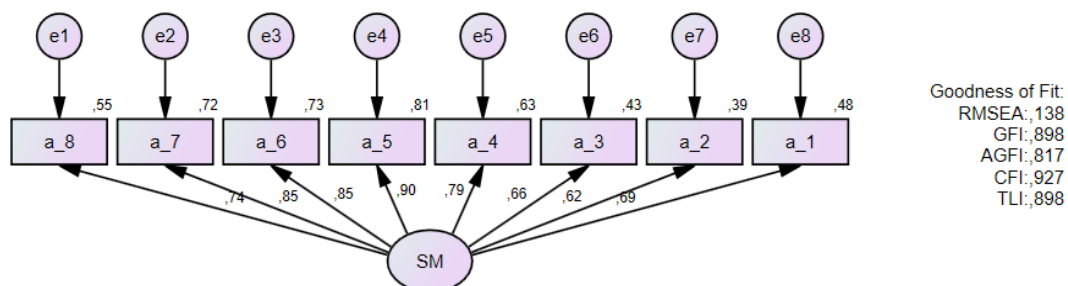 e1 e2 e3 e4 e5 e6 e7 e8
,55 ,72 ,73 ,81 ,63 ,43 ,39 ,48
a_8 a_7 a_6 a_5 a_4 a_3 a_2 a_1
,74 ,85 ,85 ,90 ,79 ,66 ,62 ,69
SM
Goodness of Fit:
RMSEA:,138
GFI:,898
AGFI:,817
CFI:,927
TLI:,898